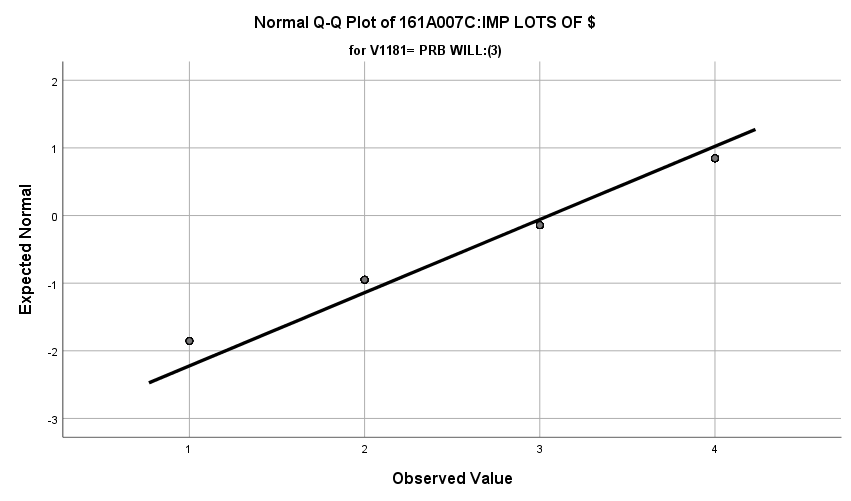 Normal Q-Q Plot of 161A007C:IMP LOTS OF $
for V1181= PRB WILL:(3)
Expected Normal
2
1
0
-1
-2
-3
1 2 3 4
Observed Value